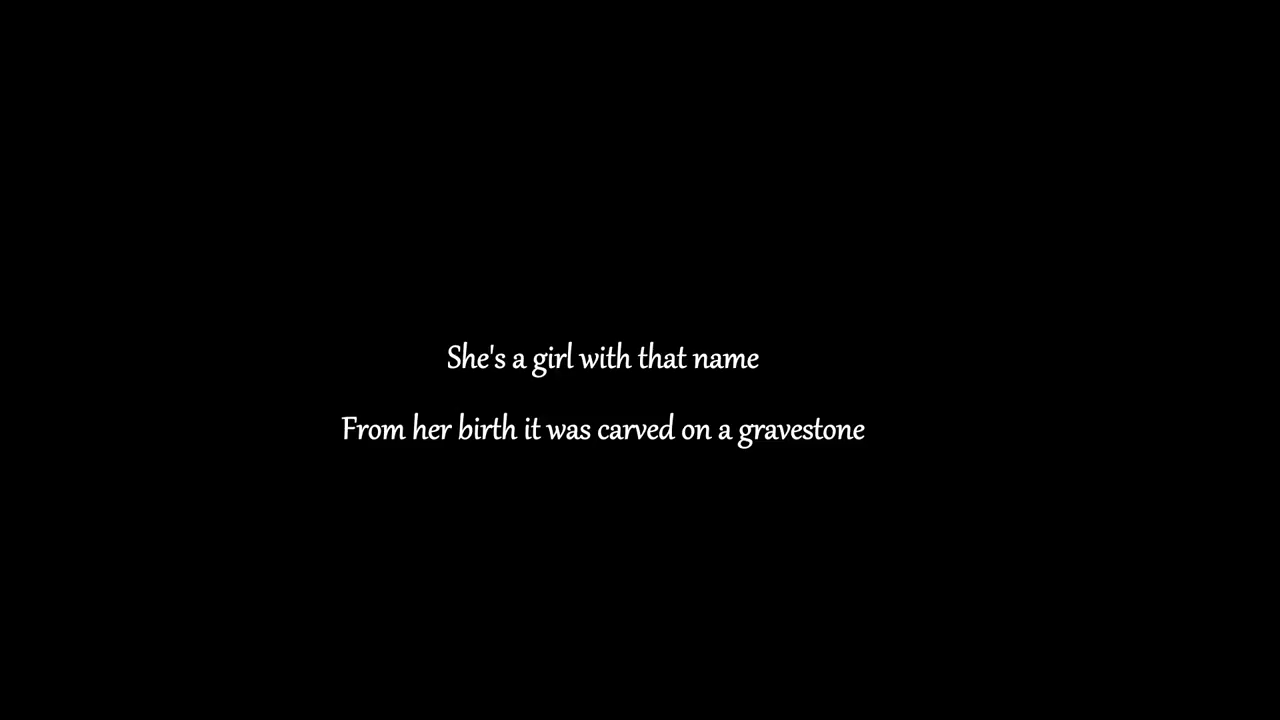 She's a girl with that name
From her birth it was carved on a gravestone